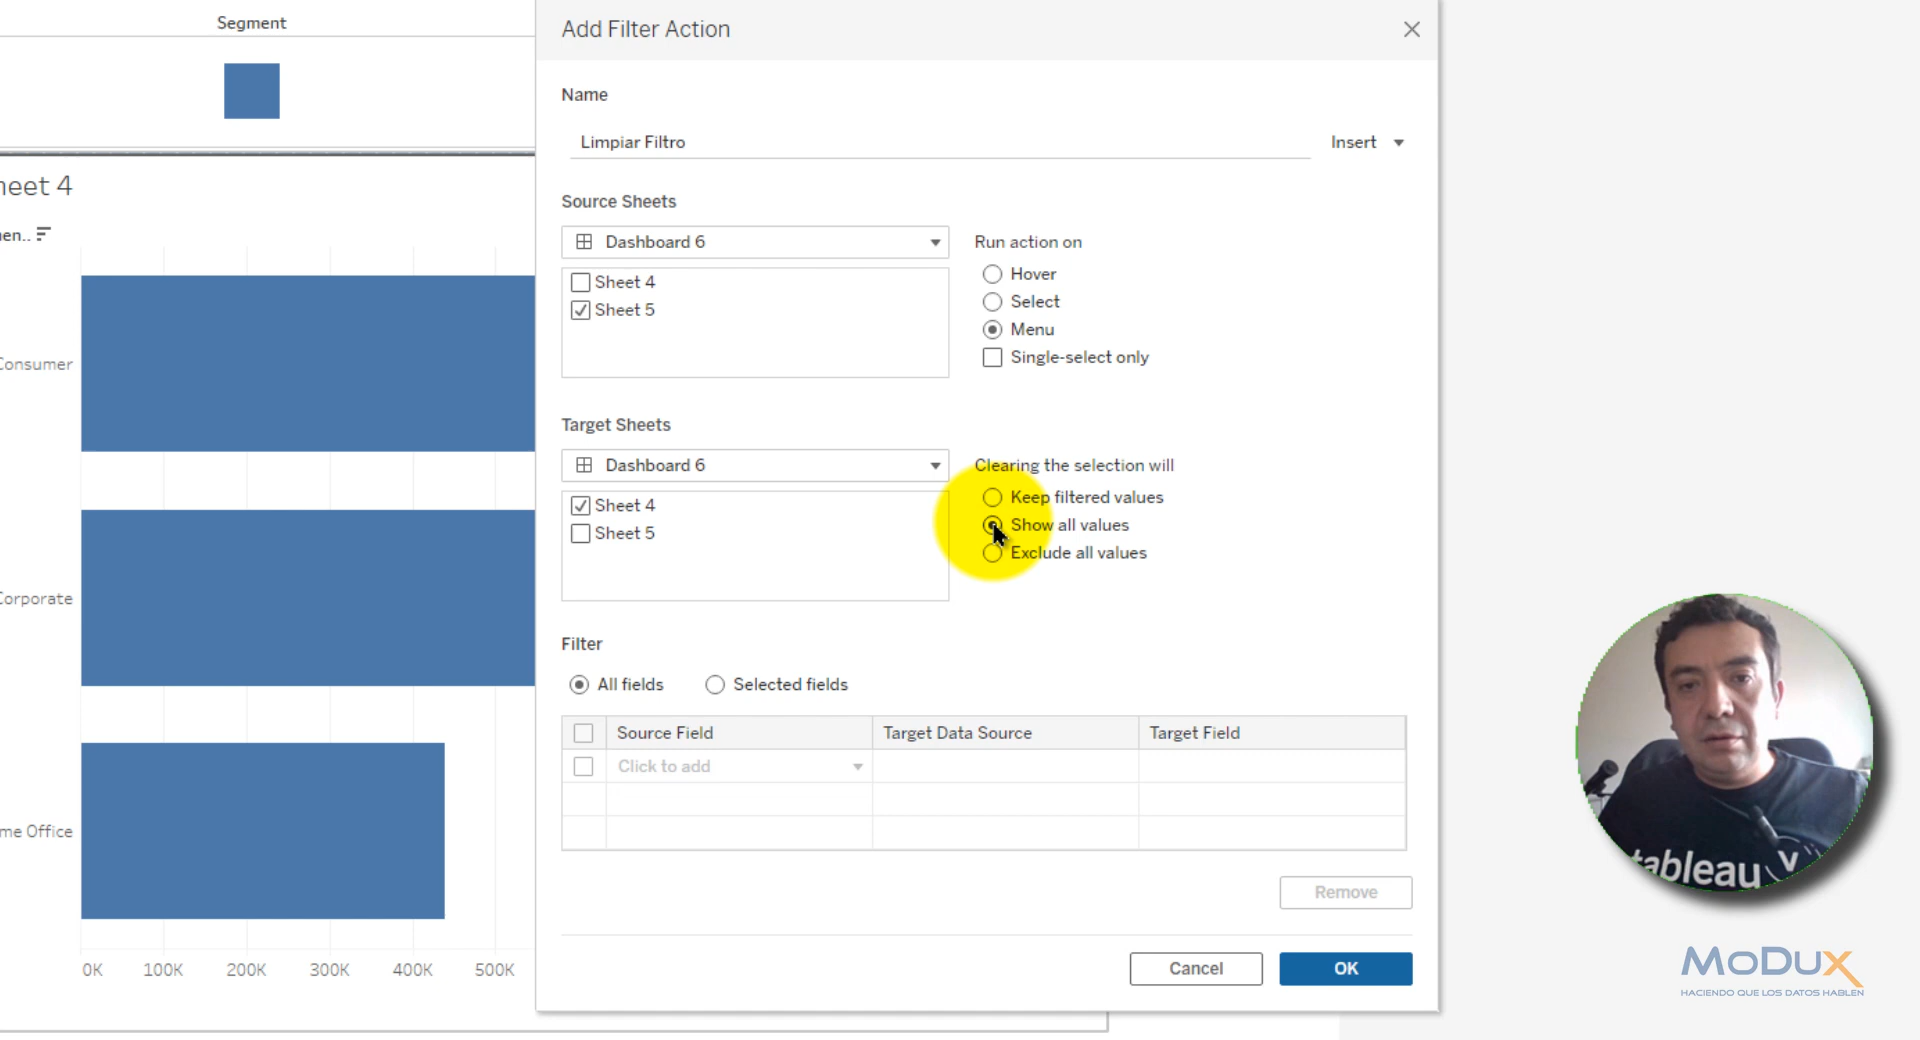 Segment
heet 4
en..
Consumer
Corporate
me Office
0K 100K 200K 300K 400K 500K
Add Filter Action
Name
Limpiar Filtro
Insert
Source Sheets
Dashboard 6
Sheet 4
Sheet 5
Run action on
Hover
Select
Menu
Single-select only
Target Sheets
Dashboard 6
Sheet 4
Sheet 5
Clearing the selection will
Keep filtered values
Show all values
Exclude all values
Filter
All fields
Selected fields
Source Field Target Data Source Target Field
Click to add
Remove
Cancel
OK
tableau
MoDUX
HACIENDO QUE LOS DATOS HABLEN